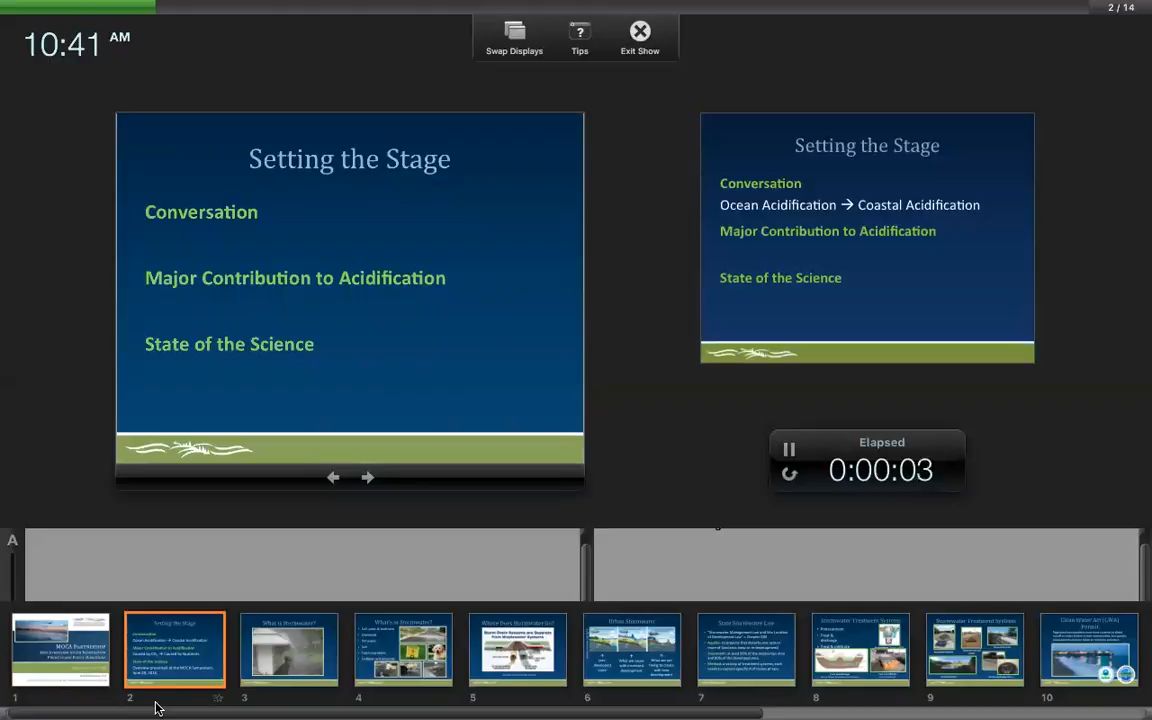 2 / 14
10:41 AM
Swap Displays
Tips
Exit Show
Setting the Stage
Conversation
Major Contribution to Acidification
State of the Science
Setting the Stage
Conversation
Ocean Acidification → Coastal Acidification
Major Contribution to Acidification
State of the Science
Elapsed
0:00:03
A
Setting the Stage
What is Stormwater?
What's in Stormwater?
Where Does Stormwater Go?
Urban Stormwater
State Stormwater Law
Stormwater Treatment Systems
Stormwater Treatment Systems
Clean Water Act (CWA)
1
2
3
4
5
6
7
8
9
10